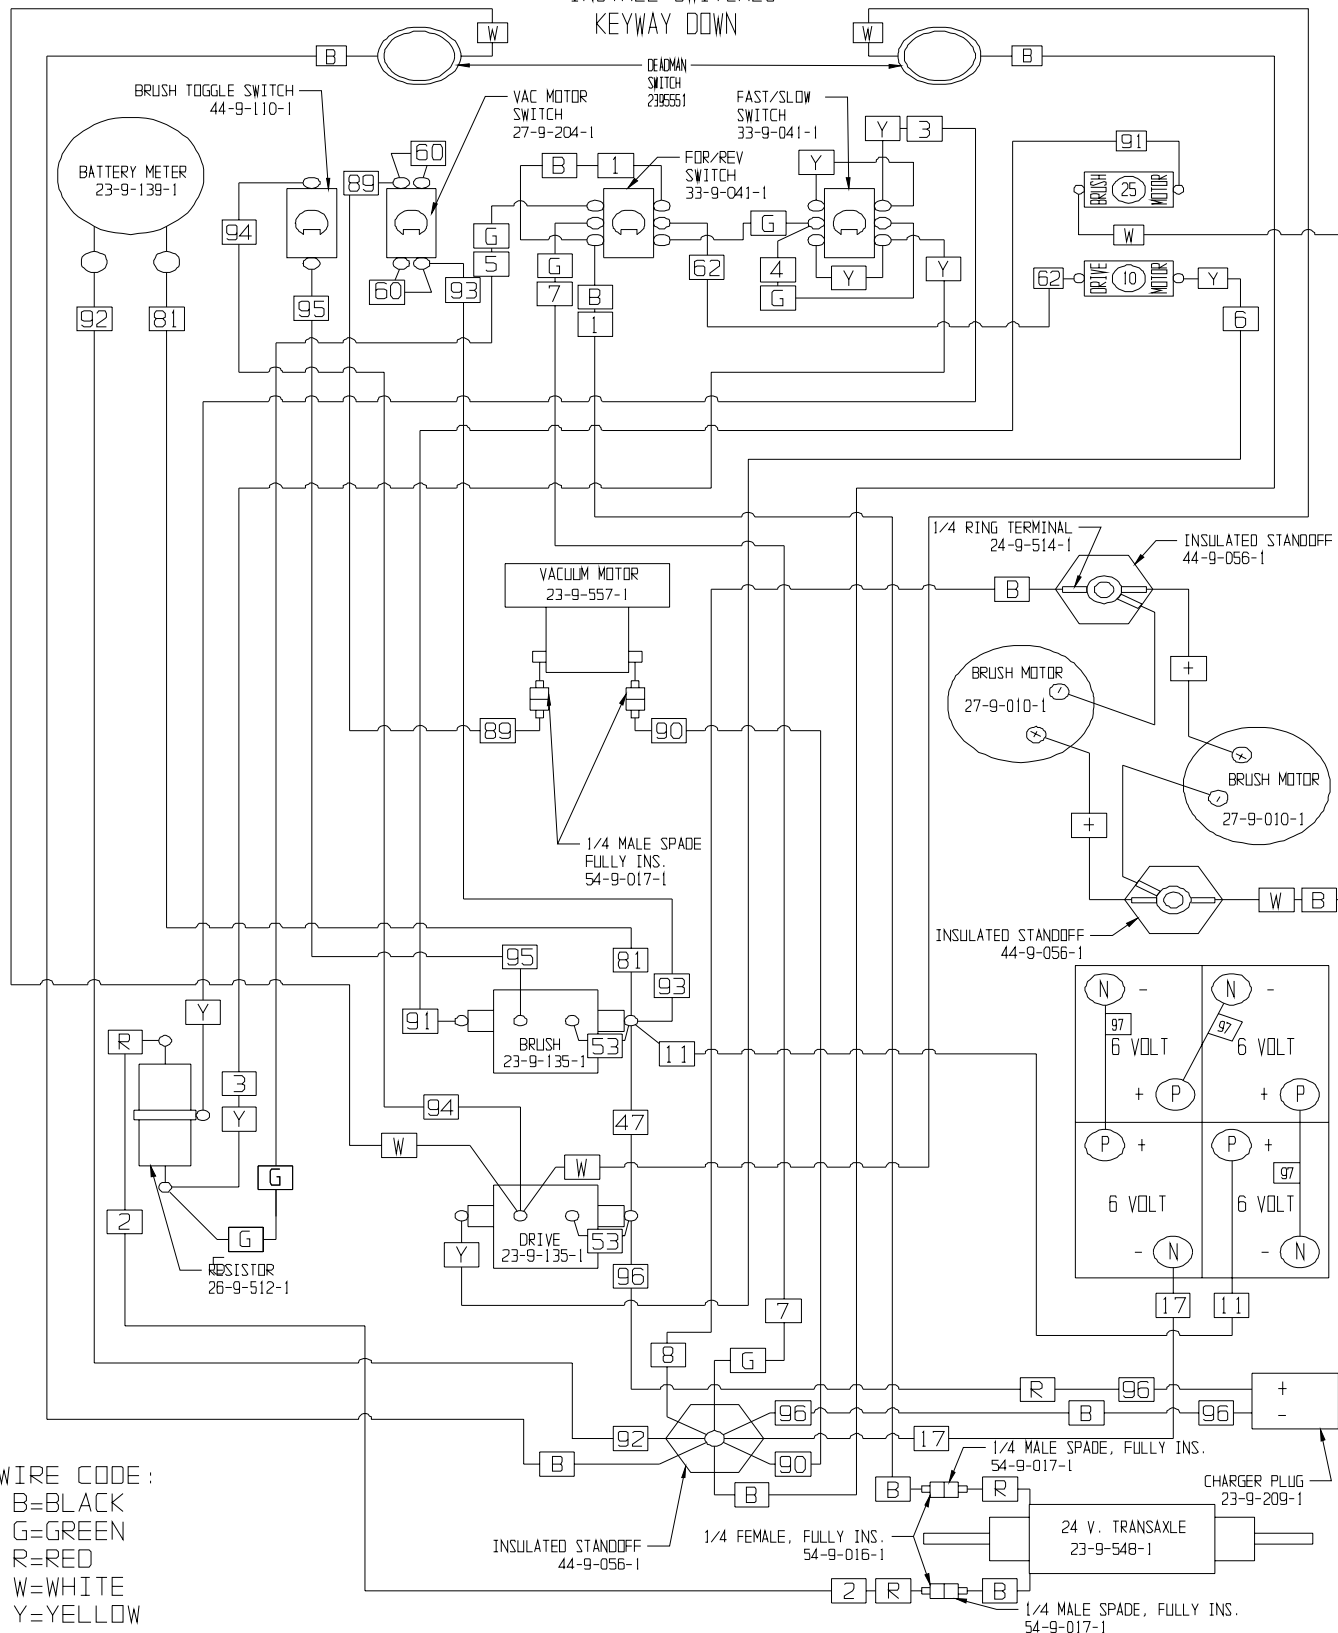 KEYWAY DOWN
W
W
B
B
DEADMAN
SWITCH
2395551
BRUSH TOGGLE SWITCH
44-9-110-1
VAC MOTOR
SWITCH
27-9-204-1
FAST/SLOW
SWITCH
33-9-041-1
Y
3
91
BATTERY METER
23-9-139-1
60
B
1
FOR/REV
SWITCH
33-9-041-1
Y
89
BRUSH
25
MOTOR
94
G
5
G
62
W
G
7
4
G
Y
Y
DRIVE
10
MOTOR
62
Y
60
93
95
B
1
92
81
6
1/4 RING TERMINAL
24-9-514-1
INSULATED STANDOFF
44-9-056-1
VACUUM MOTOR
23-9-557-1
B
BRUSH MOTOR
27-9-010-1
-
+
+
89
90
+
BRUSH MOTOR
-
27-9-010-1
+
1/4 MALE SPADE
FULLY INS.
54-9-017-1
W
B
INSULATED STANDOFF
44-9-056-1
95
81
93
N -
N -
Y
91
R
BRUSH
23-9-135-1
53
11
97
6 VOLT
97
6 VOLT
3
Y
94
47
+ P
+ P
W
W
P +
P +
G
97
2
G
6 VOLT
6 VOLT
Y
DRIVE
23-9-135-1
53
- N
- N
RESISTOR
26-9-512-1
96
7
17
11
8
G
R
96
+
-
96
B
96
92
17
B
90
B
1/4 MALE SPADE, FULLY INS.
54-9-017-1
CHARGER PLUG
23-9-209-1
B
R
WIRE CODE:
B=BLACK
G=GREEN
R=RED
W=WHITE
Y=YELLOW
INSULATED STANDOFF
44-9-056-1
1/4 FEMALE, FULLY INS.
54-9-016-1
24 V. TRANSAXLE
23-9-548-1
2
R
B
1/4 MALE SPADE, FULLY INS.
54-9-017-1